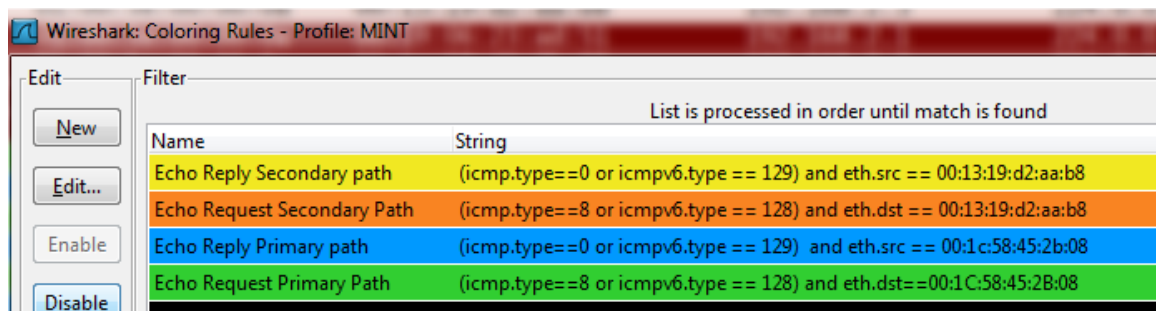 Wireshark: Coloring Rules - Profile: MINT
Edit
Filter
List is processed in order until match is found
New
Name String
Echo Reply Secondary path (icmp.type==0 or icmpv6.type == 129) and eth.src == 00:13:19:d2:aa:b8
Edit...
Echo Request Secondary Path (icmp.type==8 or icmpv6.type == 128) and eth.dst == 00:13:19:d2:aa:b8
Enable
Echo Reply Primary path (icmp.type==0 or icmpv6.type == 129)  and eth.src == 00:1c:58:45:2b:08
Echo Request Primary Path (icmp.type==8 or icmpv6.type == 128) and eth.dst==00:1C:58:45:2B:08
Disable